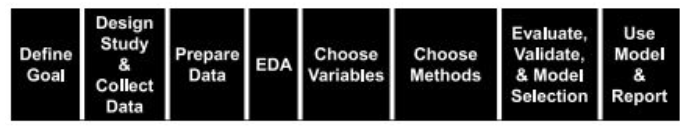 Define
Goal
Design
Study
&
Collect
Data
Prepare
Data
EDA
Choose
Variables
Choose
Methods
Evaluate,
Validate,
& Model
Selection
Use
Model
&
Report